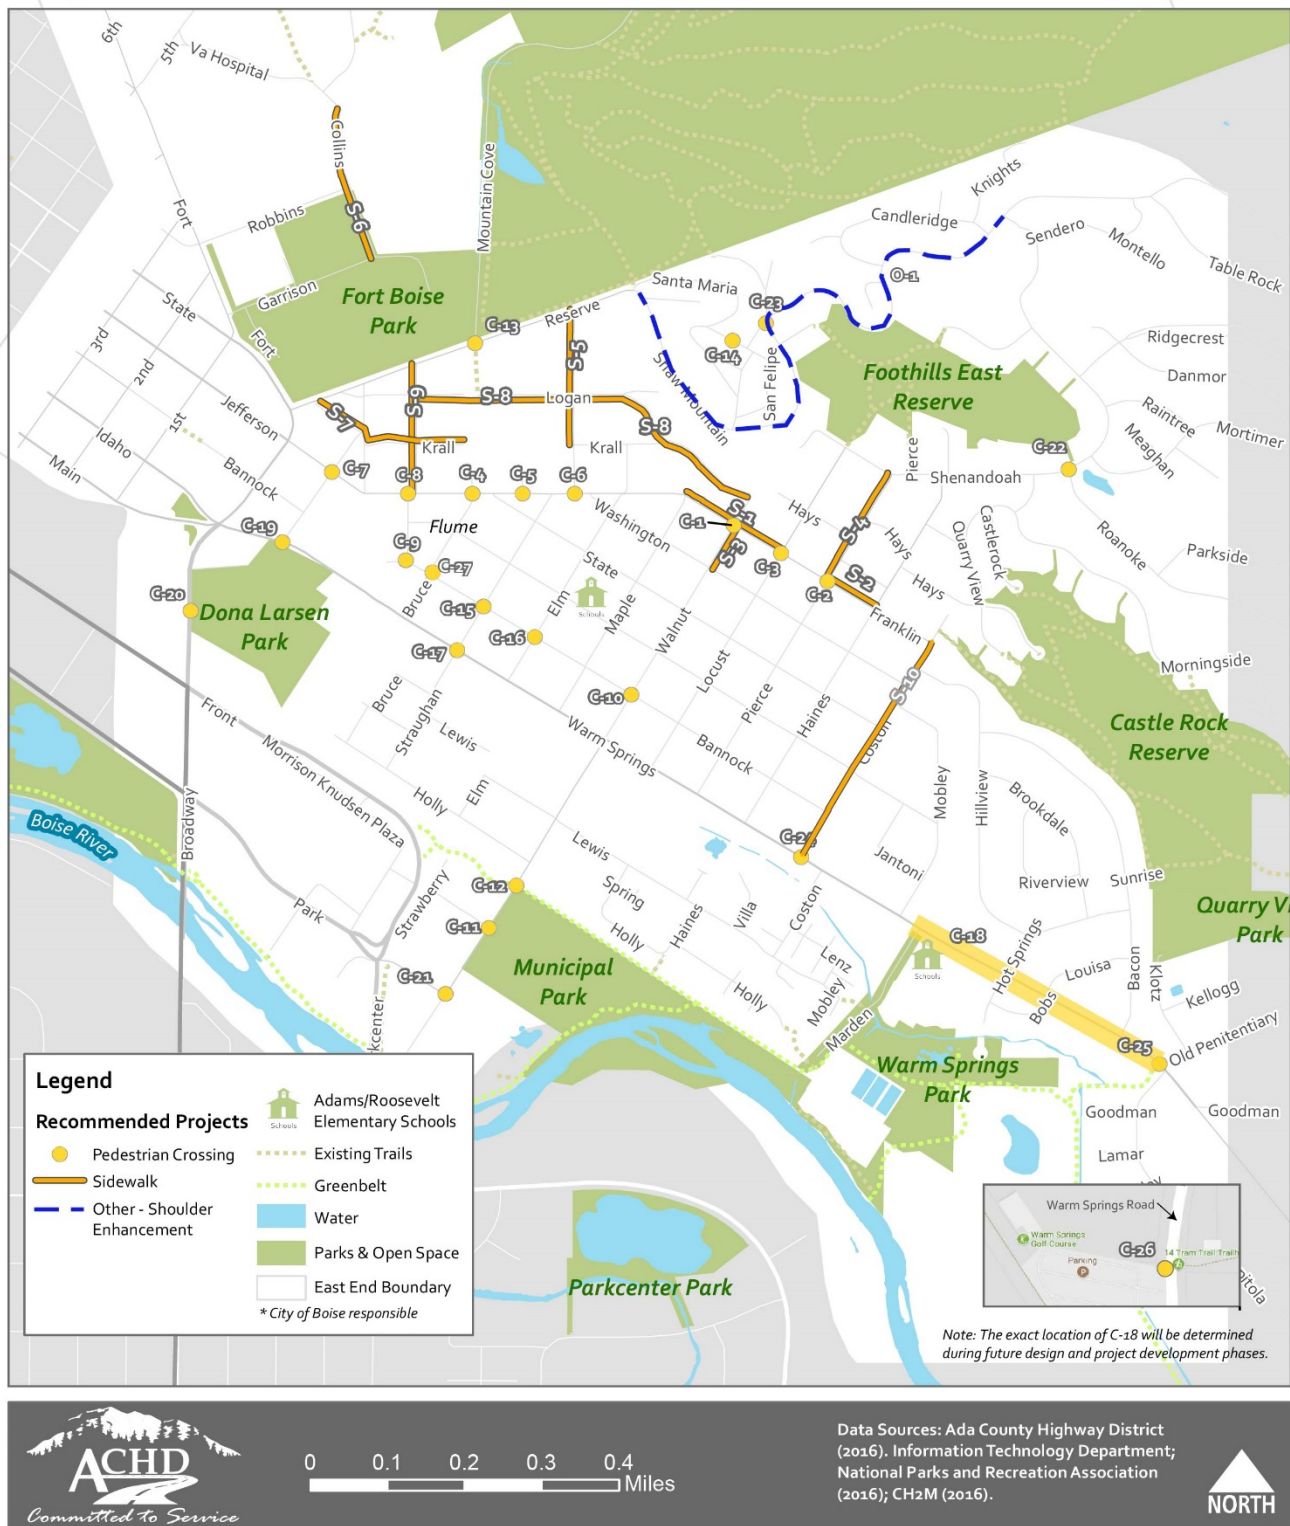 6th
5th
Va Hospital
Collins
S-6
Mountain Cove
Fort
Robbins
Garrison
Fort Boise
Park
Knights
Candleridge
Sendero
Montello
Table Rock
Santa Maria
O-1
C-23
C-14
San Felipe
Shaw Mountain
Foothills East
Reserve
Ridgecrest
Danmor
Raintree
Mortimer
Meaghan
C-22
State
3rd
2nd
1st
Fort
Jefferson
Idaho
Main
Bannock
C-13
Reserve
S-5
S-9
S-8
Logan
S-8
S-7
Krall
Krall
C-7
C-8
C-4
C-5
C-6
Flume
Washington
C-1
S-1
S-3
C-3
Hays
S-4
Hays
Pierce
Shenandoah
Castlerock
Quarry View
Roanoke
Parkside
C-2
S-2
Hays
Franklin
C-19
C-9
C-27
Bruce
C-20
Dona Larsen
Park
C-15
State
Schools
Elm
Maple
C-16
C-17
Walnut
Locust
Morningside
Bruce
Straughan
C-10
Pierce
Haines
S-10
Coston
Castle Rock
Reserve
Front
Lewis
Warm Springs
Bannock
Morrison Knudsen Plaza
Holly
Elm
Mobley
Hillview
Brookdale
Boise River
Broadway
Lewis
C-24
Jantoni
Riverview
Sunrise
C-12
Spring
Strawberry
Park
C-11
Holly
Haines
Villa
Coston
Quarry Vi
Park
C-18
C-21
Municipal
Park
Lenz
Schools
Hot Springs
Louisa
Bacon
Klotz
Kellogg
Holly
Mobley
Marden
Bobs
C-25
Old Penitentiary
kcenter
Warm Springs
Park
Goodman
Goodman
Lamar
Legend
Recommended Projects
Pedestrian Crossing
Sidewalk
Other - Shoulder
Enhancement
Schools
Adams/Roosevelt
Elementary Schools
Existing Trails
Greenbelt
Water
Parks & Open Space
East End Boundary
* City of Boise responsible
Parkcenter Park
Warm Springs Road
Warm Springs
Golf Course
Parking
P
C-26
14 Tram Trail Trailh
Note: The exact location of C-18 will be determined
during future design and project development phases.
ACHD
Committed to Service
0 0.1 0.2 0.3 0.4
Miles
Data Sources: Ada County Highway District
(2016). Information Technology Department;
National Parks and Recreation Association
(2016); CH2M (2016).
NORTH